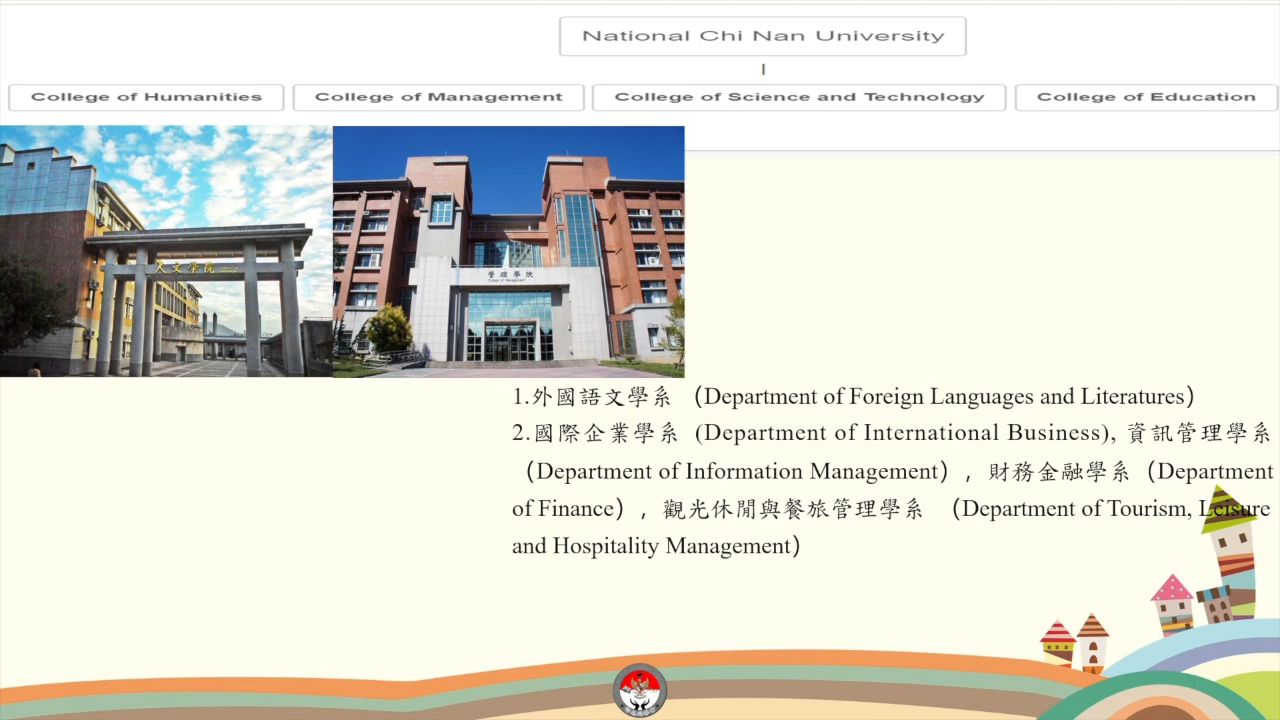 National Chi Nan University
College of Humanities
College of Management
College of Science and Technology
College of Education
人文學院
管理學院
College of Management
1.外國語文學系 （Department of Foreign Languages and Literatures）
2.國際企業學系 (Department of International Business), 資訊管理學系
（Department of Information Management），財務金融學系（Department
of Finance），觀光休閒與餐旅管理學系 （Department of Tourism, Leisure
and Hospitality Management）